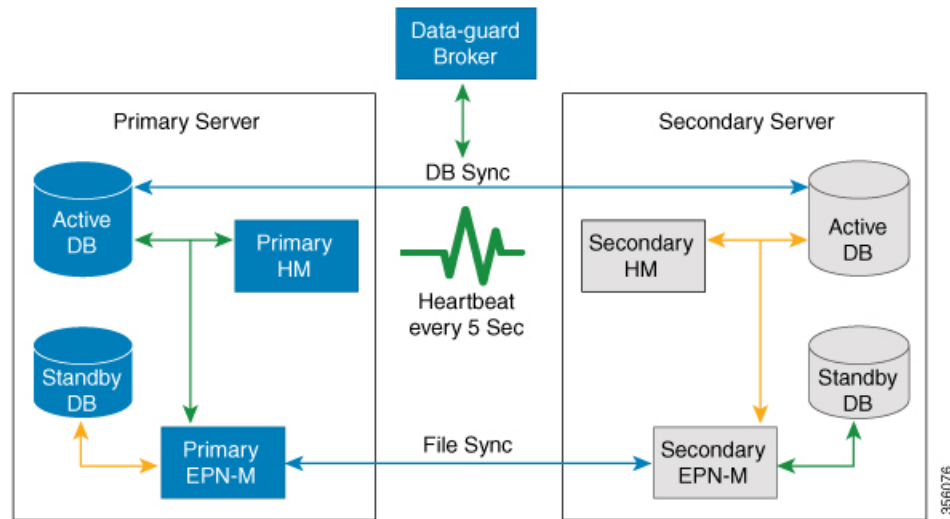 Data-guard
Broker
Primary Server
Secondary Server
DB Sync
Active
DB
Primary
HM
Heartbeat
every 5 Sec
Secondary
HM
Active
DB
Standby
DB
Standby
DB
Primary
EPN-M
File Sync
Secondary
EPN-M
356076